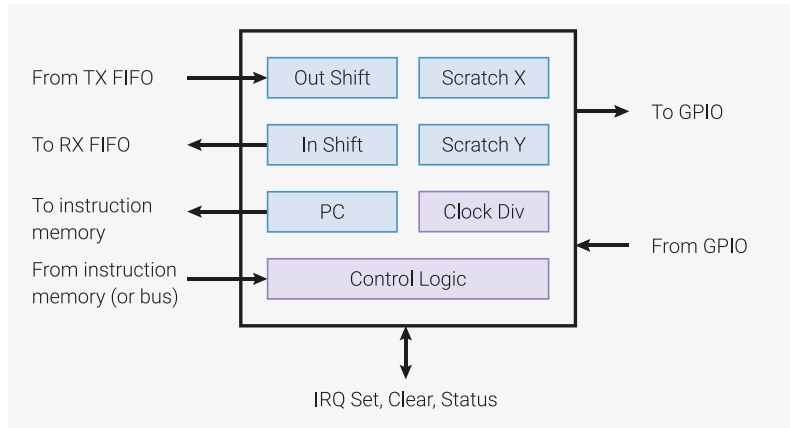 From TX FIFO
Out Shift
Scratch X
To GPIO
To RX FIFO
In Shift
Scratch Y
To instruction
memory
PC
Clock Div
From GPIO
From instruction
memory (or bus)
Control Logic
IRQ Set, Clear, Status